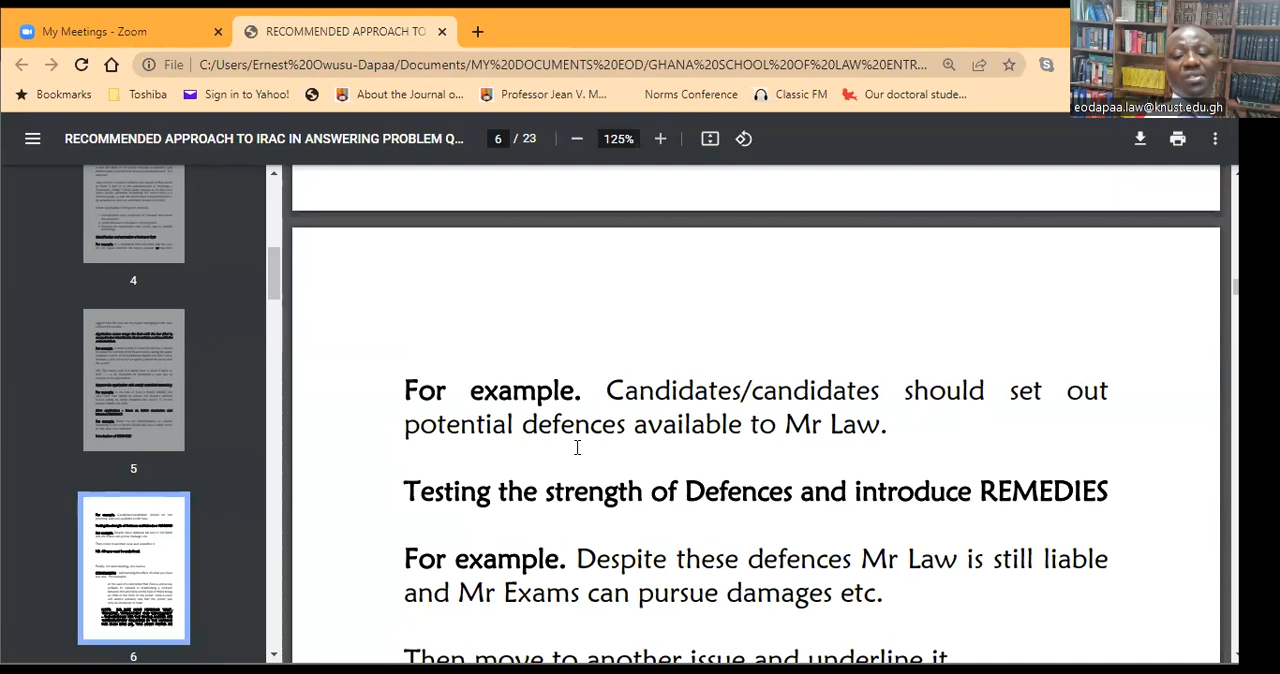 My Meetings - Zoom
RECOMMENDED APPROACH TO
File C:/Users/Ernest%20Owusu-Dapa/Documents/MY%20DOCUMENTS%20EOD/GHANA%20SCHOOL%20OF%20LAW%20ENTR...
Bookmarks Toshiba Sign in to Yahoo! About the Journal o... Professor Jean V. M... Norms Conference Classic FM Our doctoral stude...
eodapaa.law@knust.edu.gh
RECOMMENDED APPROACH TO IRAC IN ANSWERING PROBLEM Q... 6 / 23 125%
4
5
6
For example. Candidates/candidates should set out
potential defences available to Mr Law.
Testing the strength of Defences and introduce REMEDIES
For example. Despite these defences Mr Law is still liable
and Mr Exams can pursue damages etc.
Then move to another issue and underline it